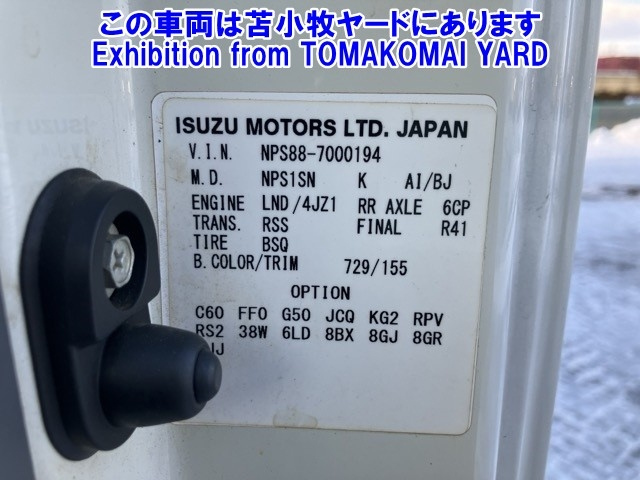 この車両は苫小牧ヤードにあります
Exhibition from TOMAKOMAI YARD
ISUZU MOTORS LTD. JAPAN
V.I.N. NPS88-7000194
M.D. NPS1SN K AI/BJ
ENGINE LND/4JZ1 RR AXLE 6CP
TRANS. RSS FINAL R41
TIRE BSQ
B.COLOR/TRIM 729/155
OPTION
C60 FF0 G50 JCQ KG2 RPV
RS2 38W 6LD 8BX 8GJ 8GR
ISUZU